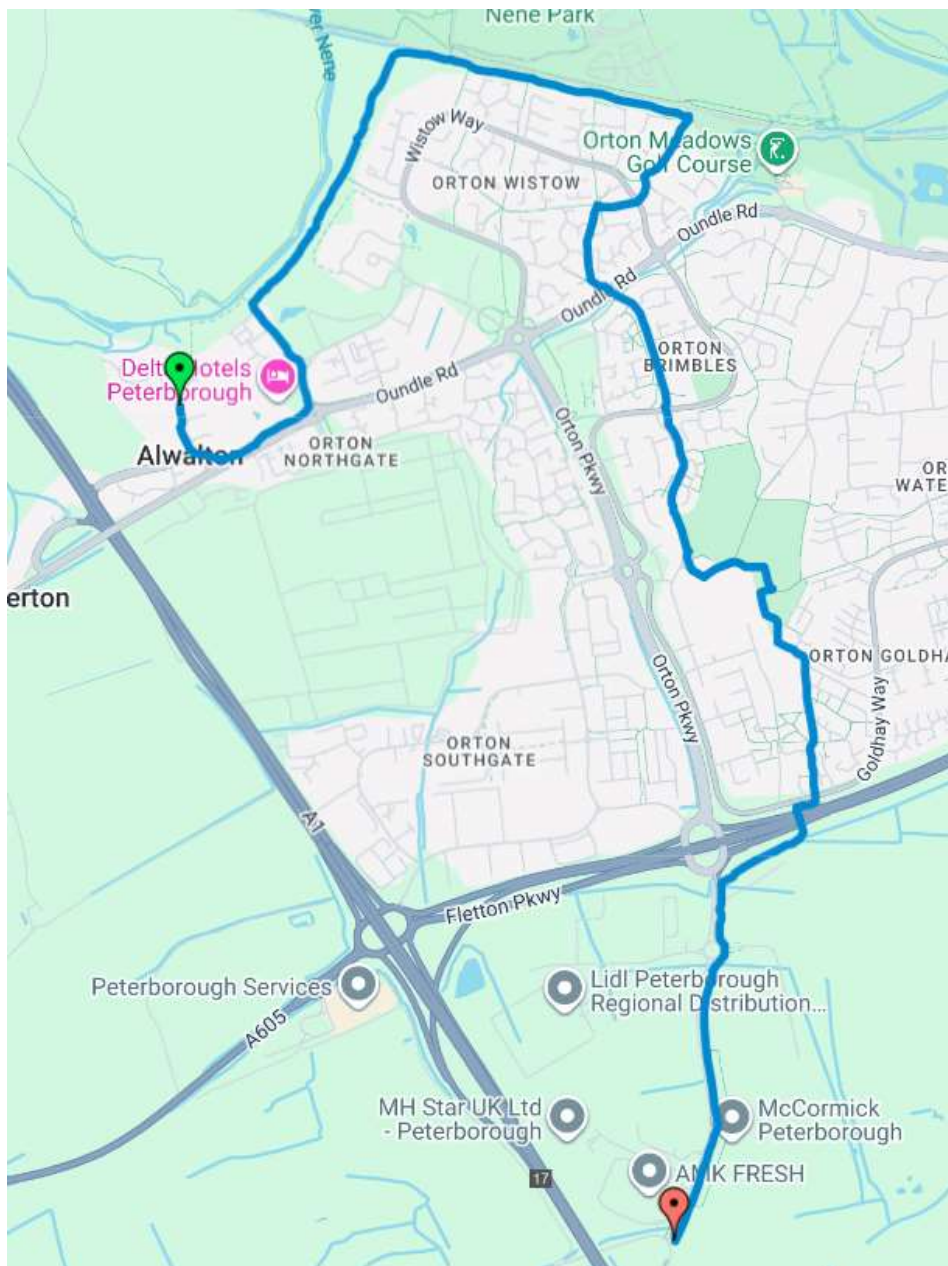 Nene Park
er Nene
Wistow Way
Orton Meadows
Golf Course
ORTON WISTOW
Oundle Rd
Oundle Rd
Delta Hotels
Peterborough
ORTON
BRIMBLES
Oundle Rd
Alwalton
ORTON
NORTHGATE
Orton Pkwy
OR
WATE
erton
Orton Pkwy
ORTON GOLDHA
Goldhay Way
ORTON
SOUTHGATE
A1
Fletton Pkwy
Peterborough Services
Lidl Peterborough
Regional Distribution...
A605
MH Star UK Ltd
- Peterborough
McCormick
Peterborough
17
AMK FRESH